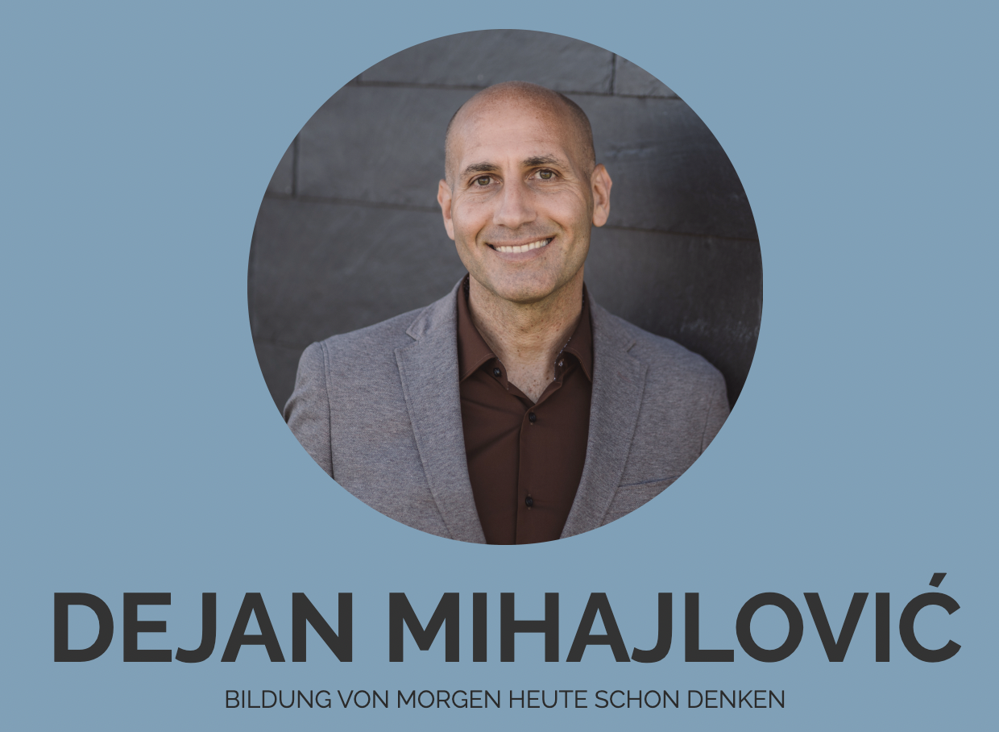 DEJAN MIHAJLOVIĆ
BILDUNG VON MORGEN HEUTE SCHON DENKEN